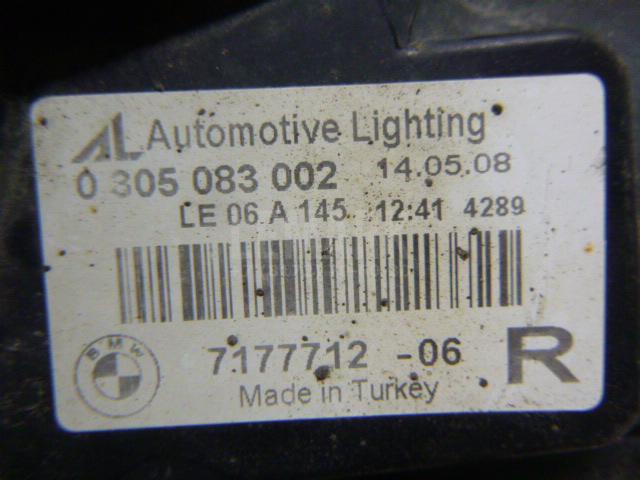 AL Automotive Lighting
0 305 083 002 14.05.08
LE 06 A 145 12:41 4289
BMW 7177712 -06 R
Made in Turkey